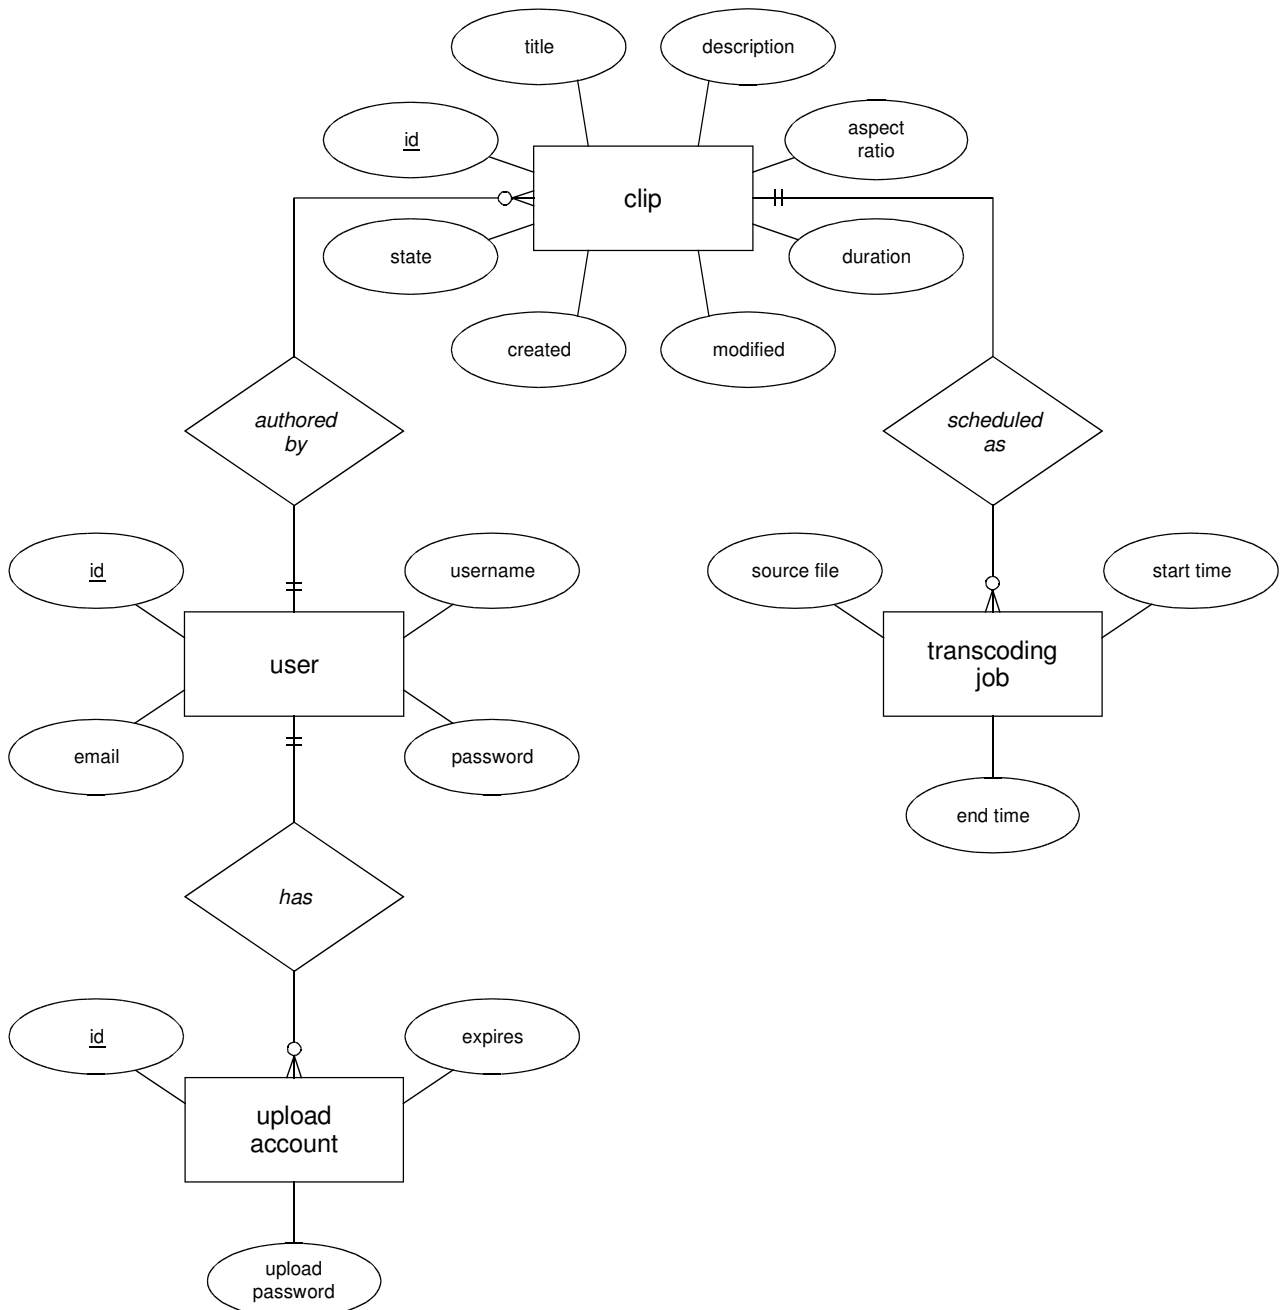 title
description
id
aspect
ratio
clip
state
duration
created
modified
authored
by
scheduled
as
id
username
source file
start time
user
transcoding
job
email
password
end time
has
id
expires
upload
account
upload
password